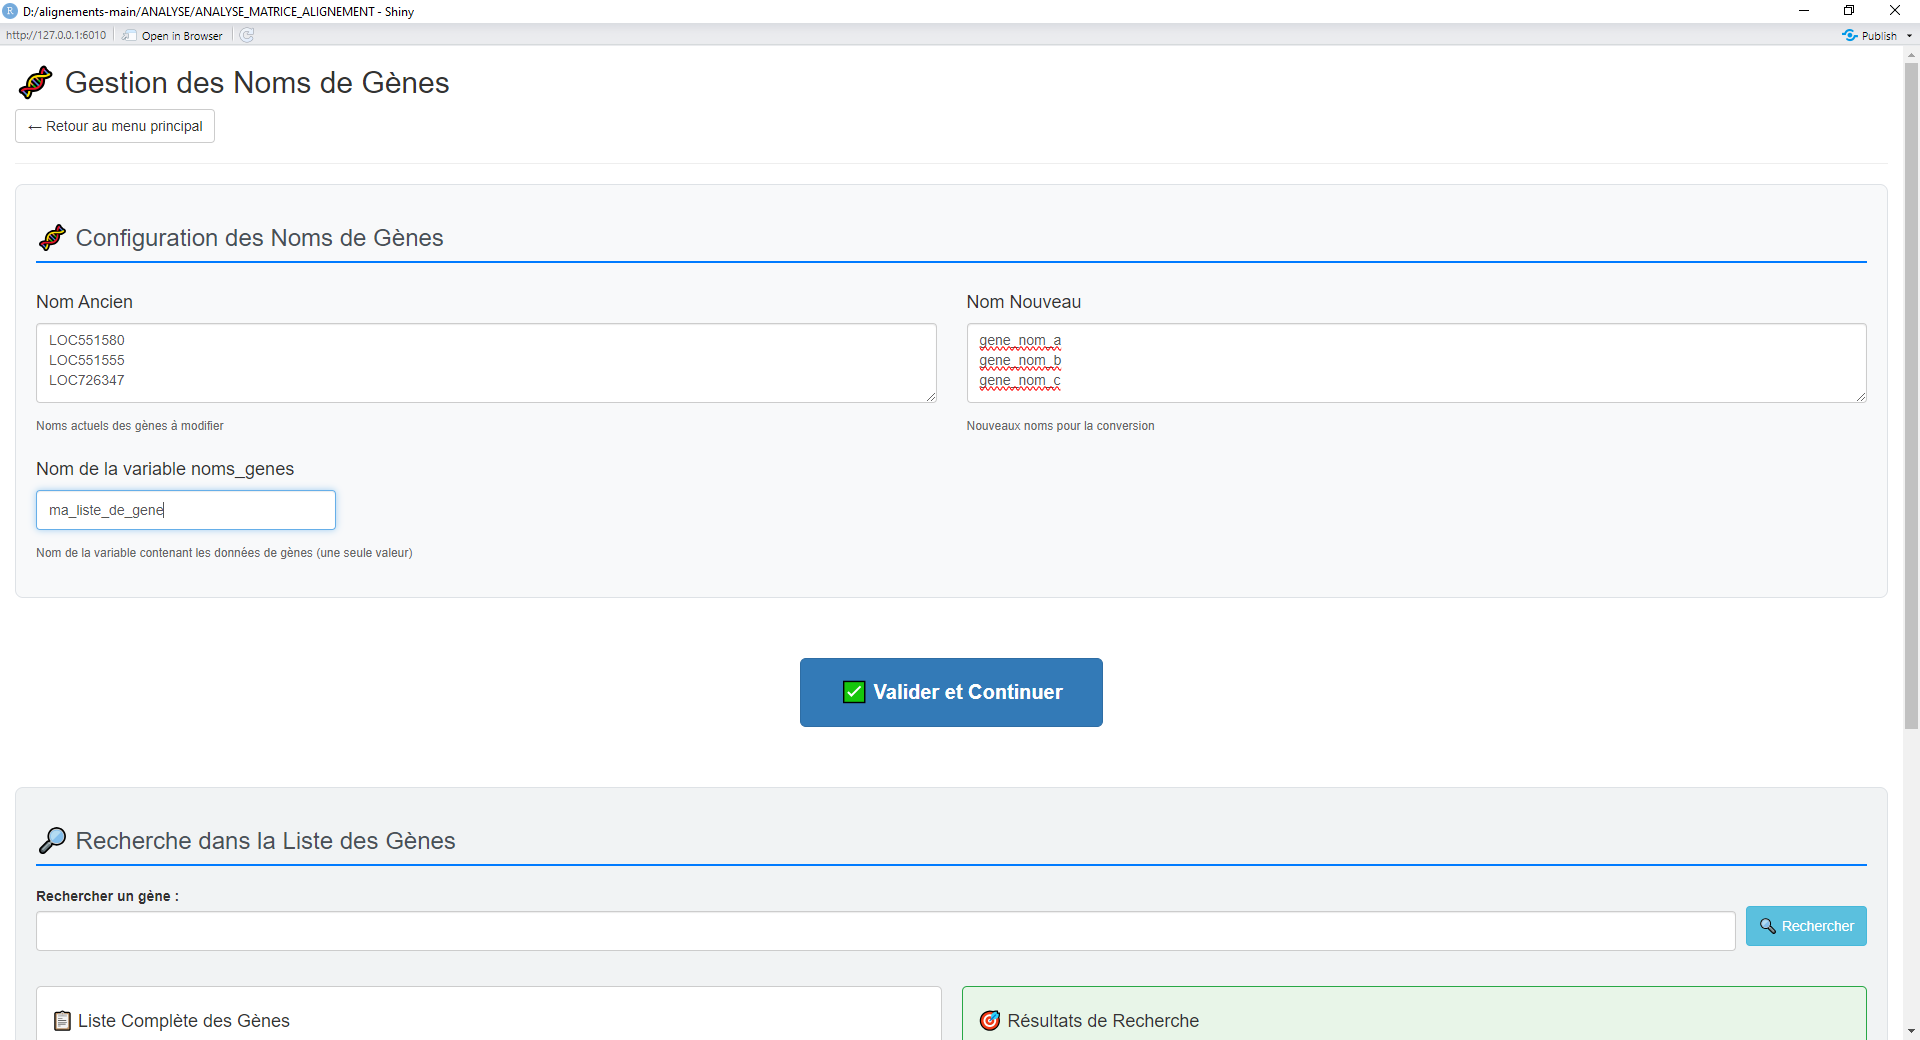 D:/alignements-main/ANALYSE/ANALYSE_MATRICE_ALIGNEMENT - Shiny
http://127.0.0.1:6010
Open in Browser
Publish
Gestion des Noms de Gènes
← Retour au menu principal
Configuration des Noms de Gènes
Nom Ancien
LOC551580
LOC551555
LOC726347
Noms actuels des gènes à modifier
Nom Nouveau
gene_nom_a
gene_nom_b
gene_nom_c
Nouveaux noms pour la conversion
Nom de la variable noms_genes
ma_liste_de_gene
Nom de la variable contenant les données de gènes (une seule valeur)
Valider et Continuer
Recherche dans la Liste des Gènes
Rechercher un gène :
Rechercher
Liste Complète des Gènes
Résultats de Recherche